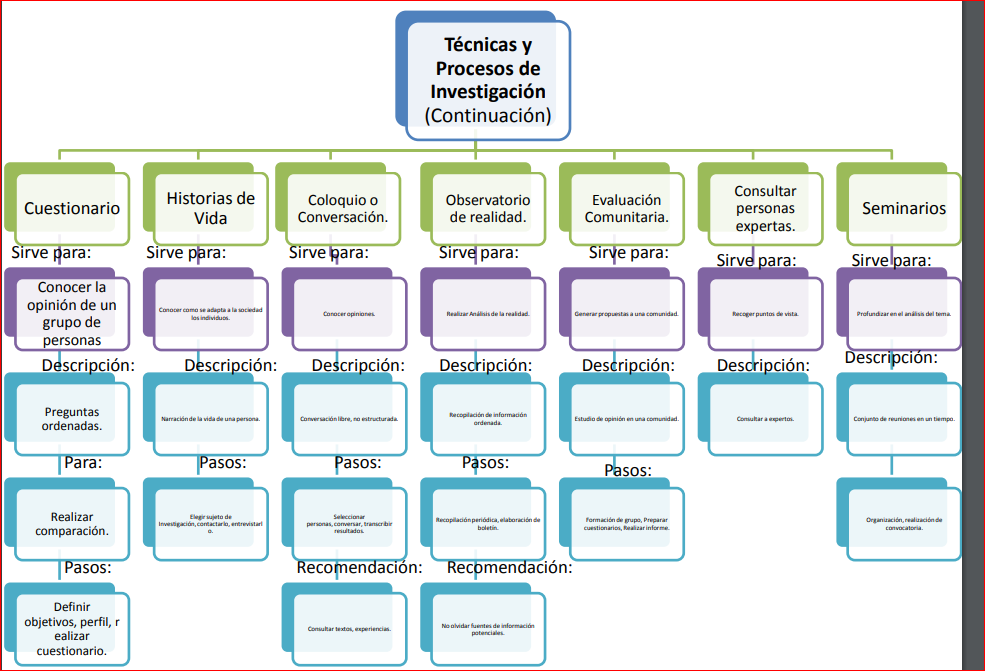 Técnicas y
Procesos de
Investigación
(Continuación)
Cuestionario
Historias de
Vida
Coloquio o
Conversación.
Observatorio
de realidad.
Evaluación
Comunitaria.
Consultar
personas
expertas.
Seminarios
Sirve para:
Sirve para:
Sirve para:
Sirve para:
Sirve para:
Sirve para:
Sirve para:
Conocer la
opinión de un
grupo de
personas
Conocer como se adapta a la sociedad
los individuos.
Conocer opiniones.
Realizar Análisis de la realidad.
Generar propuestas a una comunidad.
Recoger puntos de vista.
Profundizar en el análisis del tema.
Descripción:
Descripción:
Descripción:
Descripción:
Descripción:
Descripción:
Descripción:
Preguntas
ordenadas.
Narración de la vida de una persona.
Conversación libre, no estructurada.
Recopilación de información
ordenada.
Estudio de opinión en una comunidad.
Consultar a expertos.
Conjunto de reuniones en un tiempo.
Para:
Pasos:
Pasos:
Pasos:
Pasos:
Realizar
comparación.
Elegir sujeto de
Investigación, contactarlo, entrevistarl
o.
Seleccionar
personas, conversar, transcribir
resultados.
Recopilación periódica, elaboración de
boletín.
Formación de grupo, Preparar
cuestionarios, Realizar informe.
Organización, realización de
convocatoria.
Pasos:
Recomendación:
Recomendación:
Definir
objetivos, perfil, r
ealizar
cuestionario.
Consultar textos, experiencias.
No olvidar fuentes de información
potenciales.